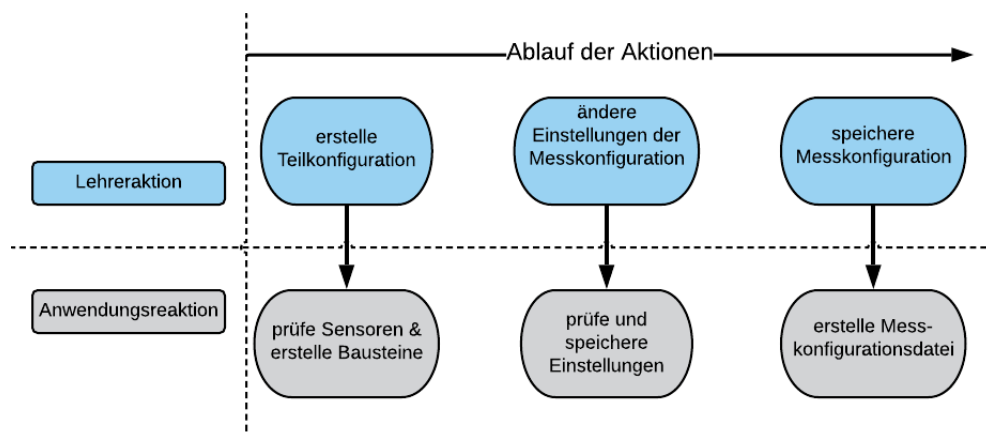 Ablauf der Aktionen
Lehreraktion
erstelle
Teilkonfiguration
ändere
Einstellungen der
Messkonfiguration
speichere
Messkonfiguration
Anwendungsreaktion
prüfe Sensoren &
erstelle Bausteine
prüfe und
speichere
Einstellungen
erstelle Mess-
konfigurationsdatei